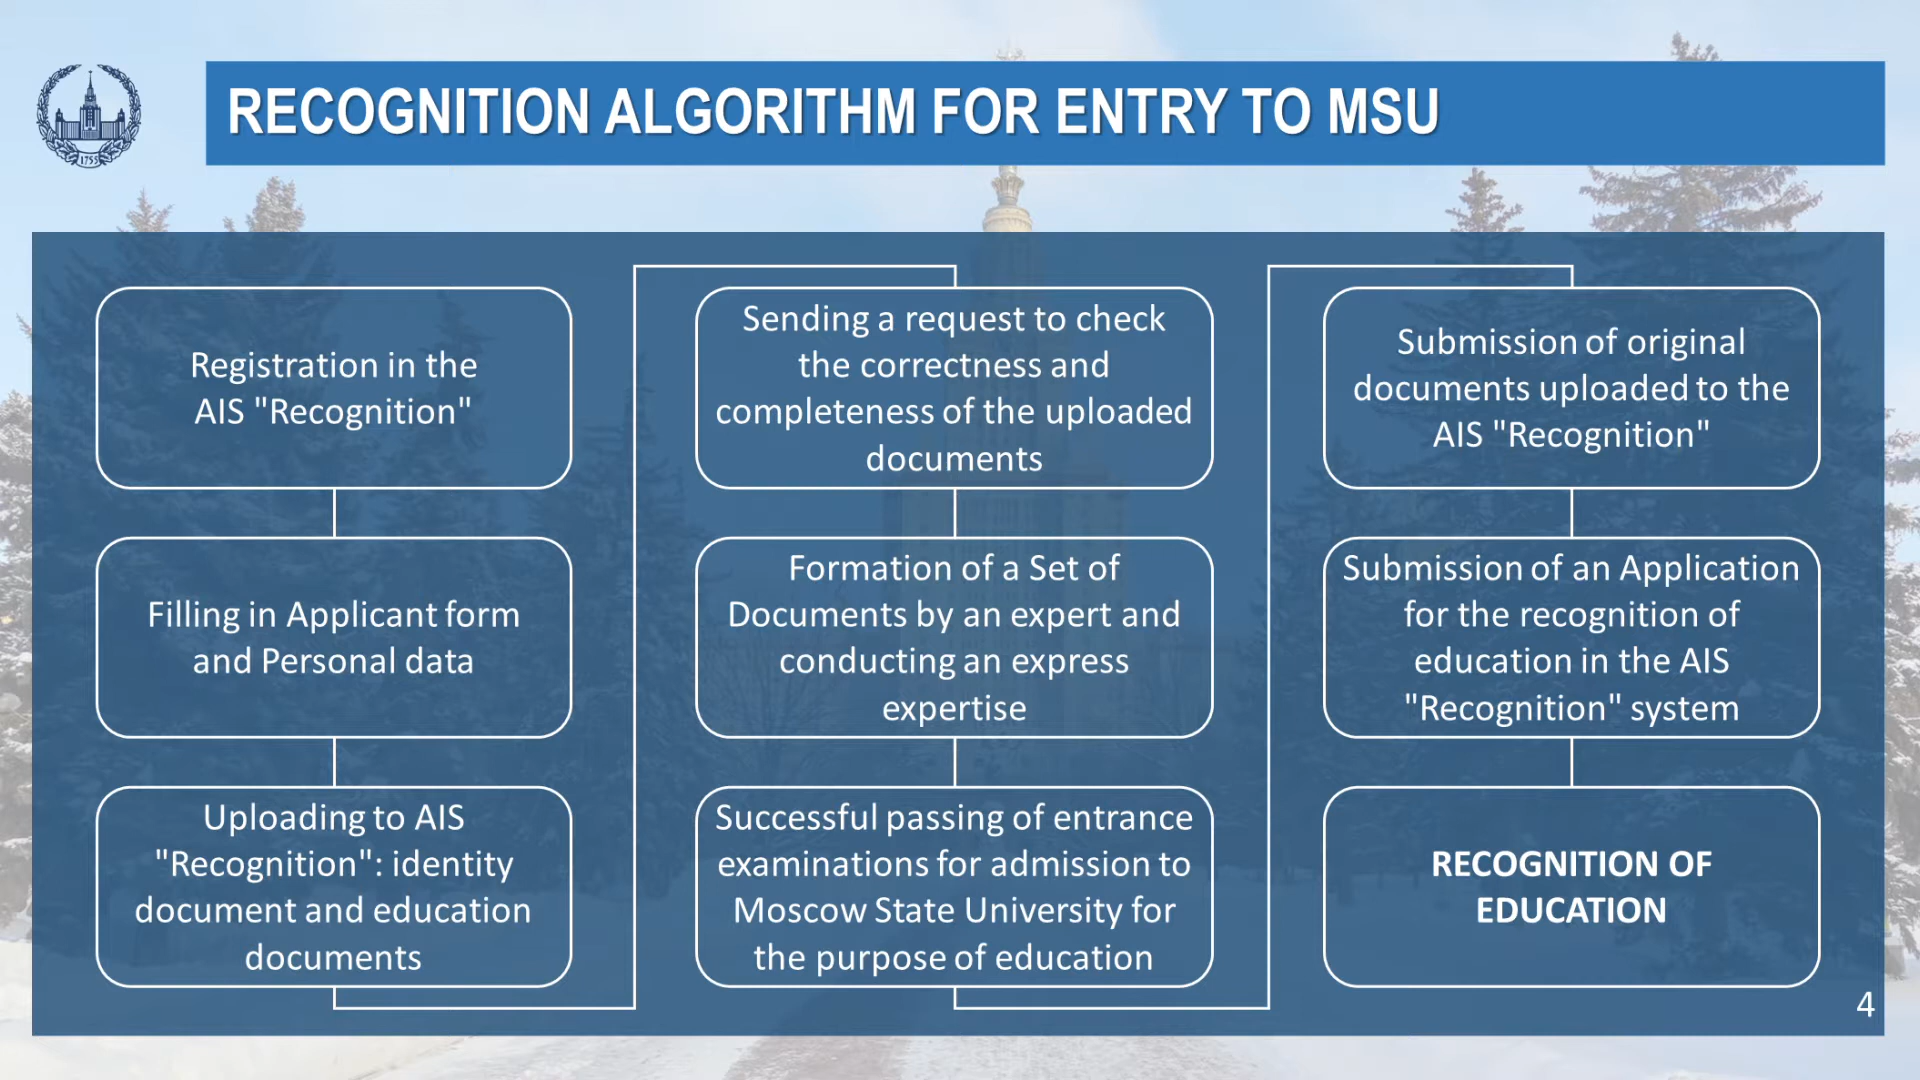 RECOGNITION ALGORITHM FOR ENTRY TO MSU
1755
Registration in the
AIS "Recognition"
Filling in Applicant form
and Personal data
Uploading to AIS
"Recognition": identity
document and education
documents
Sending a request to check
the correctness and
completeness of the uploaded
documents
Formation of a Set of
Documents by an expert and
conducting an express
expertise
Successful passing of entrance
examinations for admission to
Moscow State University for
the purpose of education
Submission of original
documents uploaded to the
AIS "Recognition"
Submission of an Application
for the recognition of
education in the AIS
"Recognition" system
RECOGNITION OF
EDUCATION
4